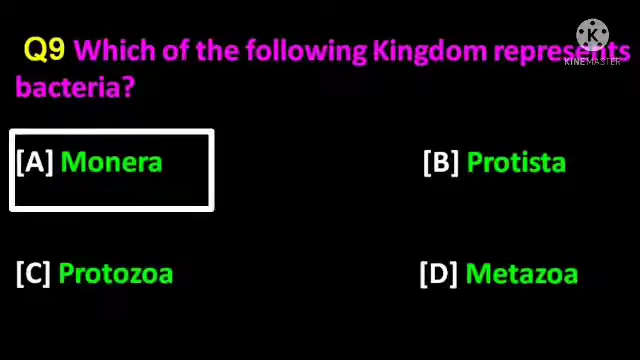 Q9 Which of the following Kingdom represents
bacteria?
KINEMASTER
[A] Monera
[B] Protista
[C] Protozoa
[D] Metazoa